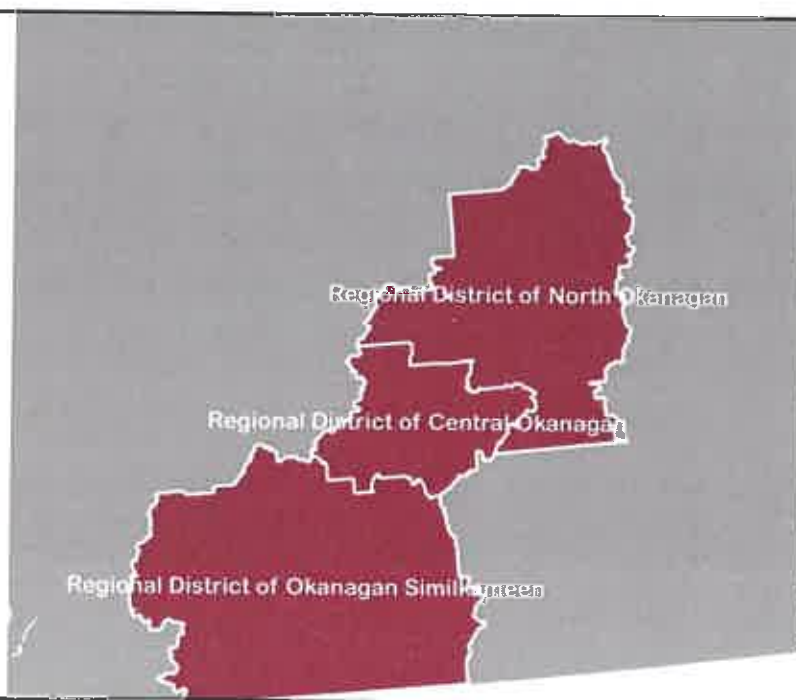 Regional District of North Okanagan
Regional District of Central Okanagan
Regional District of Okanagan Similkameen